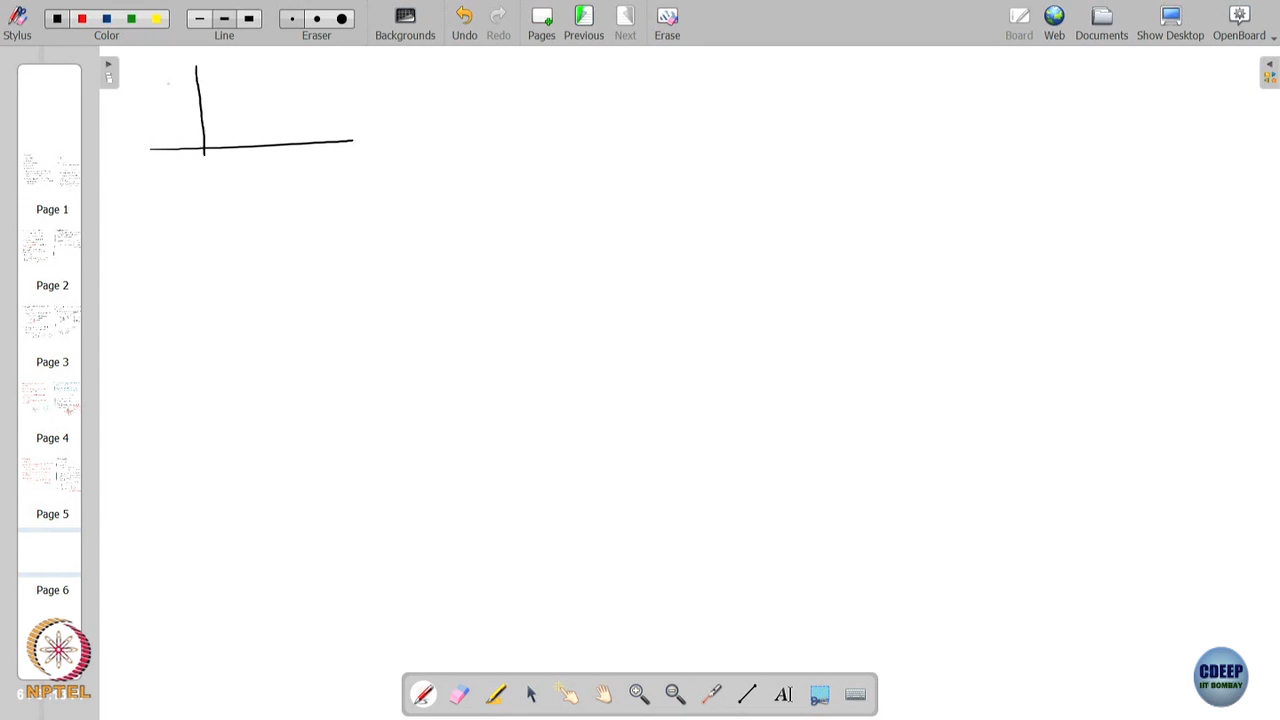 Stylus Color Line Eraser Backgrounds Undo Redo Pages Previous Next Erase Board Web Documents Show Desktop OpenBoard
Page 1
Page 2
Page 3
Page 4
Page 5
Page 6
NPTEL
CDEEP
IIT BOMBAY
AI